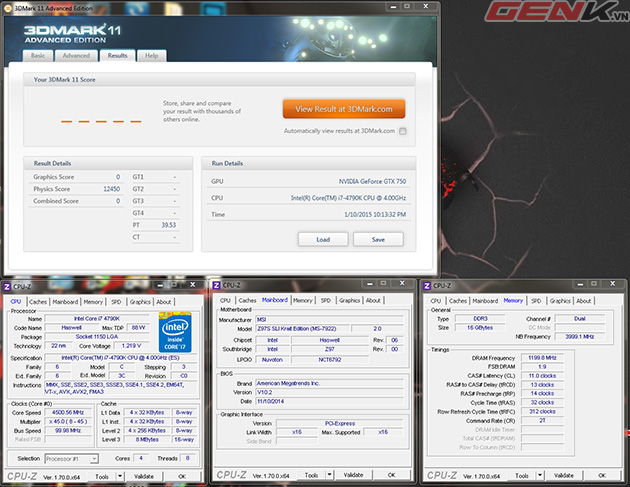 3DMark 11 Advanced Edition
GENK.VN
3DMARK 11
ADVANCED EDITION
Basic Advanced Results Help
Your 3DMark 11 Score
Store, share and compare
your result with thousands of
others online.
View Result at 3DMark.com
Automatically view results at 3DMark.com
Result Details
Graphics Score 0 GT1 -
Physics Score 12450 GT2 -
Combined Score 0 GT3 -
GT4 -
PT 39.53
CT -
Run Details
GPU NVIDIA GeForce GTX 750
CPU Intel(R) Core(TM) i7-4790K CPU @ 4.00GHz
Time 1/10/2015 10:13:32 PM
Load Save
CPU-Z
CPU Caches Mainboard Memory SPD Graphics About
Processor
Name Intel Core i7 4790K
Code Name Haswell Max TDP 88 W
Package Socket 1150 LGA
Technology 22 nm Core Voltage 1.219 V
intel inside CORE i7
Specification Intel(R) Core(TM) i7-4790K CPU @ 4.00GHz (ES)
Family 6 Model C Stepping 3
Ext. Family 6 Ext. Model 3C Revision C0
Instructions MMX, SSE, SSE2, SSE3, SSSE3, SSE4.1, SSE4.2, EM64T,
VT-x, AVX, AVX2, FMA3
Clocks (Core #0)
Core Speed 4500.56 MHz
Multiplier x 45.0 ( 8 - 45 )
Bus Speed 99.98 MHz
Rated FSB
Cache
L1 Data 4 x 32 KBytes 8-way
L1 Inst. 4 x 32 KBytes 8-way
Level 2 4 x 256 KBytes 8-way
Level 3 8 MBytes 16-way
Selection Processor #1 Cores 4 Threads 8
CPU-Z Ver. 1.70.0.x64 Tools Validate OK
CPU-Z
CPU Caches Mainboard Memory SPD Graphics About
Motherboard
Manufacturer MSI
Model Z97S SLI Krait Edition (MS-7922) 2.0
Chipset Intel Haswell Rev. 06
Southbridge Intel Z97 Rev. 00
LPCIO Nuvoton NCT6792
BIOS
Brand American Megatrends Inc.
Version V10.2
Date 11/10/2014
Graphic Interface
Version PCI-Express
Link Width x16 Max. Supported x16
Side Band
CPU-Z Ver. 1.70.0.x64 Tools Validate OK
CPU-Z
CPU Caches Mainboard Memory SPD Graphics About
General
Type DDR3 Channel # Dual
Size 16 GBytes DC Mode
NB Frequency 3999.1 MHz
Timings
DRAM Frequency 1199.8 MHz
FSB:DRAM 1:9
CAS# Latency (CL) 11.0 clocks
RAS# to CAS# Delay (tRCD) 13 clocks
RAS# Precharge (tRP) 14 clocks
Cycle Time (tRAS) 32 clocks
Row Refresh Cycle Time (tRFC) 312 clocks
Command Rate (CR) 2T
DRAM Idle Timer
Total CAS# (tRDRAM)
Row To Column (tRCD)
CPU-Z Ver. 1.70.0.x64 Tools Validate OK